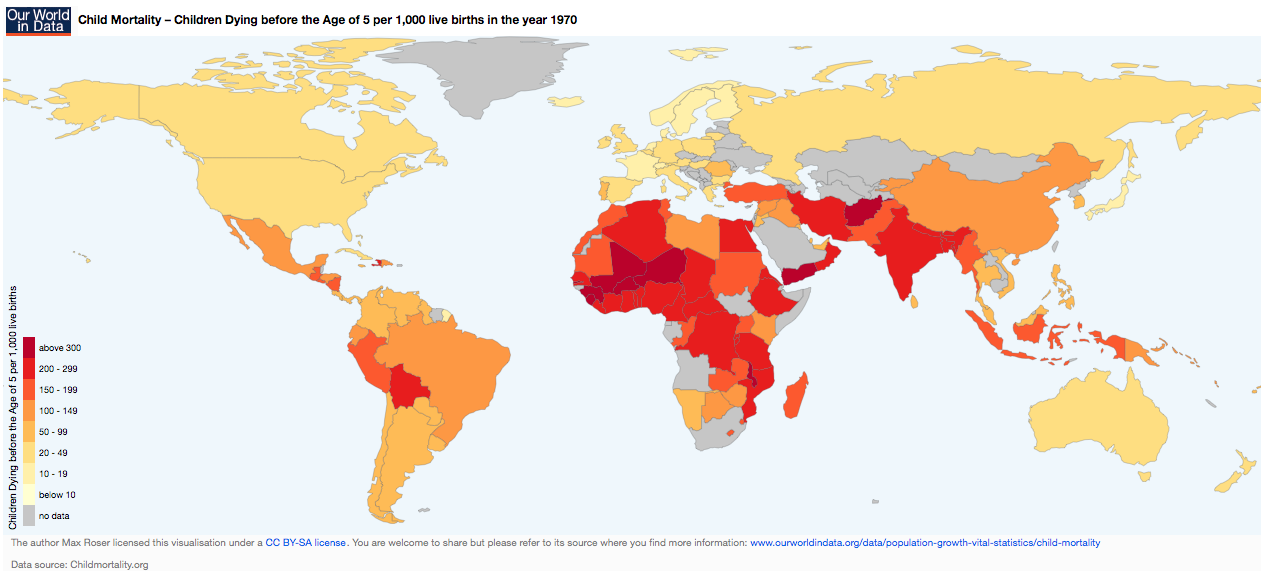 Our World
in Data
Child Mortality – Children Dying before the Age of 5 per 1,000 live births in the year 1970
Children Dying before the Age of 5 per 1,000 live births
above 300
200 - 299
150 - 199
100 - 149
50 - 99
20 - 49
10 - 19
below 10
no data
The author Max Roser licensed this visualisation under a CC BY-SA license. You are welcome to share but please refer to its source where you find more information: www.ourworldindata.org/data/population-growth-vital-statistics/child-mortality
Data source: Childmortality.org